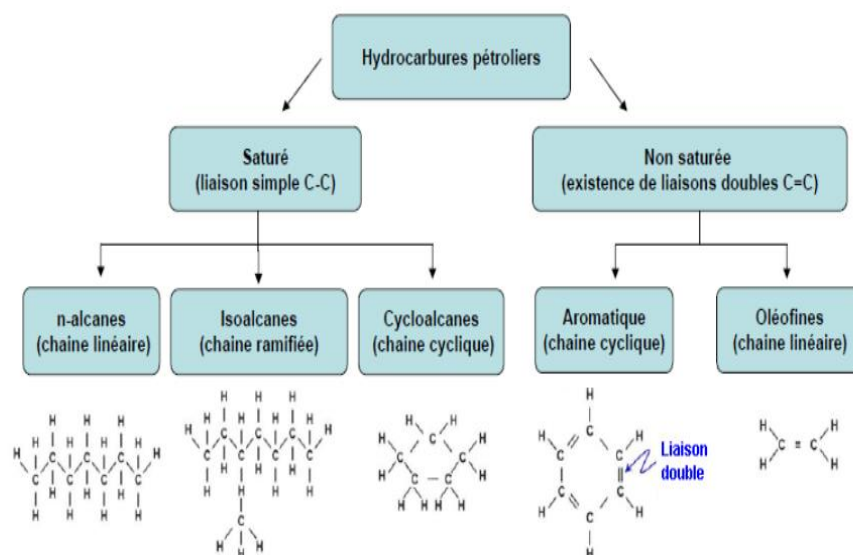 Hydrocarbures pétroliers
Saturé
(liaison simple C-C)
Non saturée
(existence de liaisons doubles C=C)
n-alcanes
(chaine linéaire)
Isoalcanes
(chaine ramifiée)
Cycloalcanes
(chaine cyclique)
Aromatique
(chaine cyclique)
Oléofines
(chaine linéaire)
Liaison
double